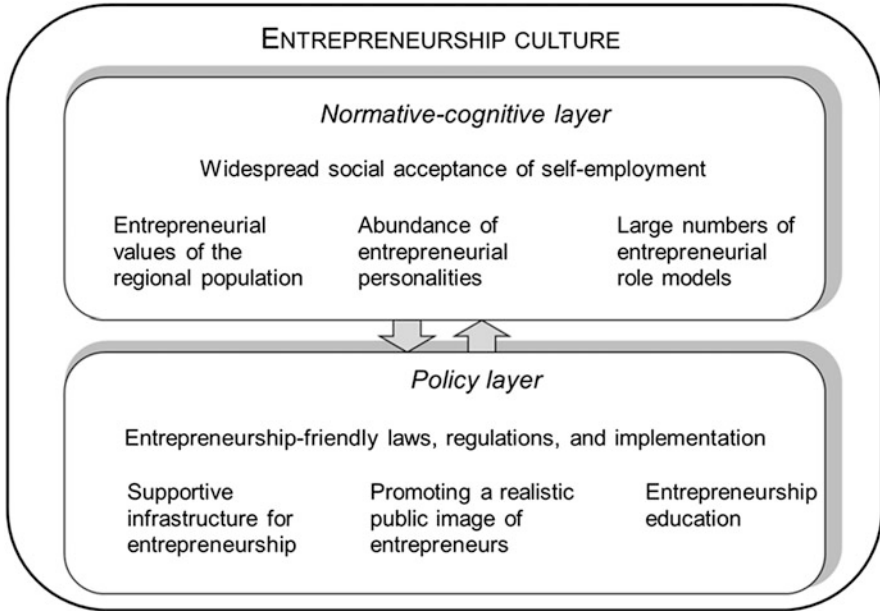 ENTREPRENEURSHIP CULTURE
Normative-cognitive layer
Widespread social acceptance of self-employment
Entrepreneurial
values of the
regional population
Abundance of
entrepreneurial
personalities
Large numbers of
entrepreneurial
role models
Policy layer
Entrepreneurship-friendly laws, regulations, and implementation
Supportive
infrastructure for
entrepreneurship
Promoting a realistic
public image of
entrepreneurs
Entrepreneurship
education